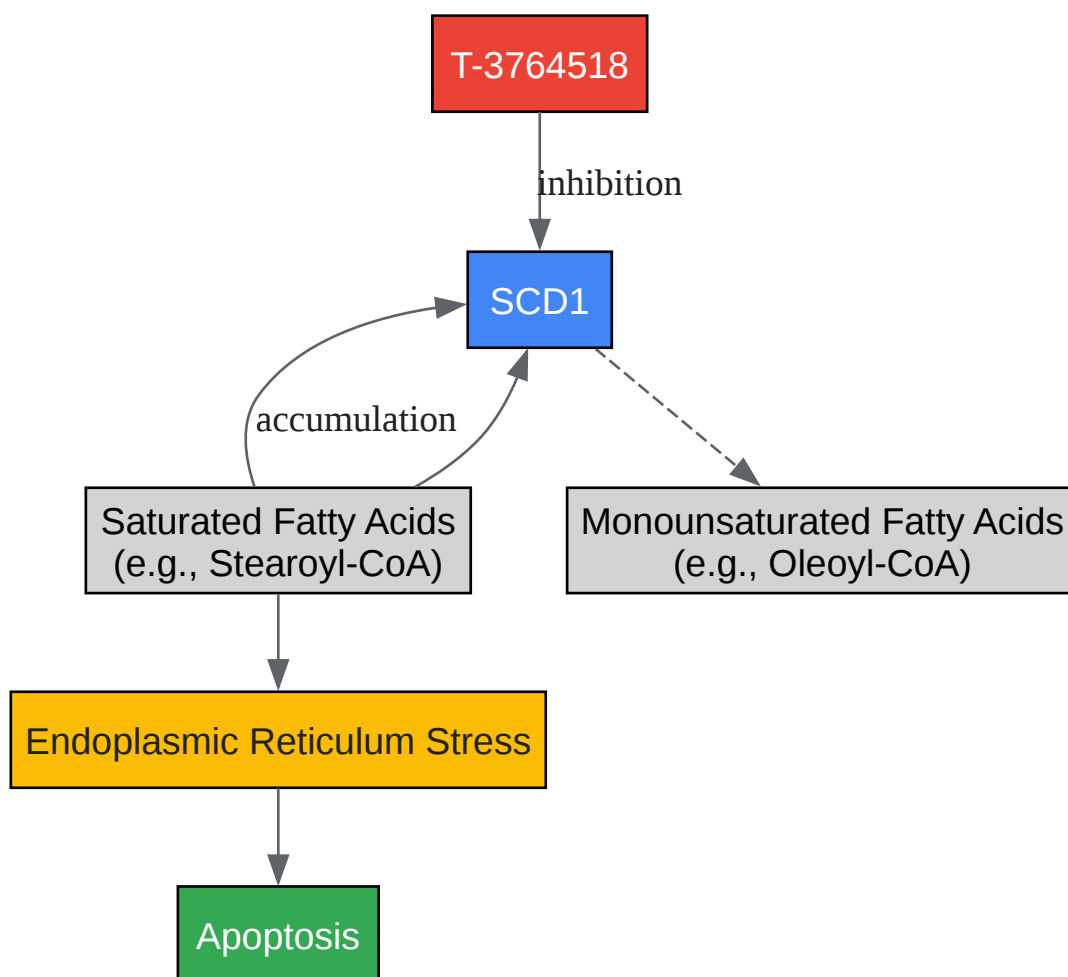 T-3764518
inhibition
SCD1
accumulation
Saturated Fatty Acids
(e.g., Stearoyl-CoA)
Monounsaturated Fatty Acids
(e.g., Oleoyl-CoA)
Endoplasmic Reticulum Stress
Apoptosis